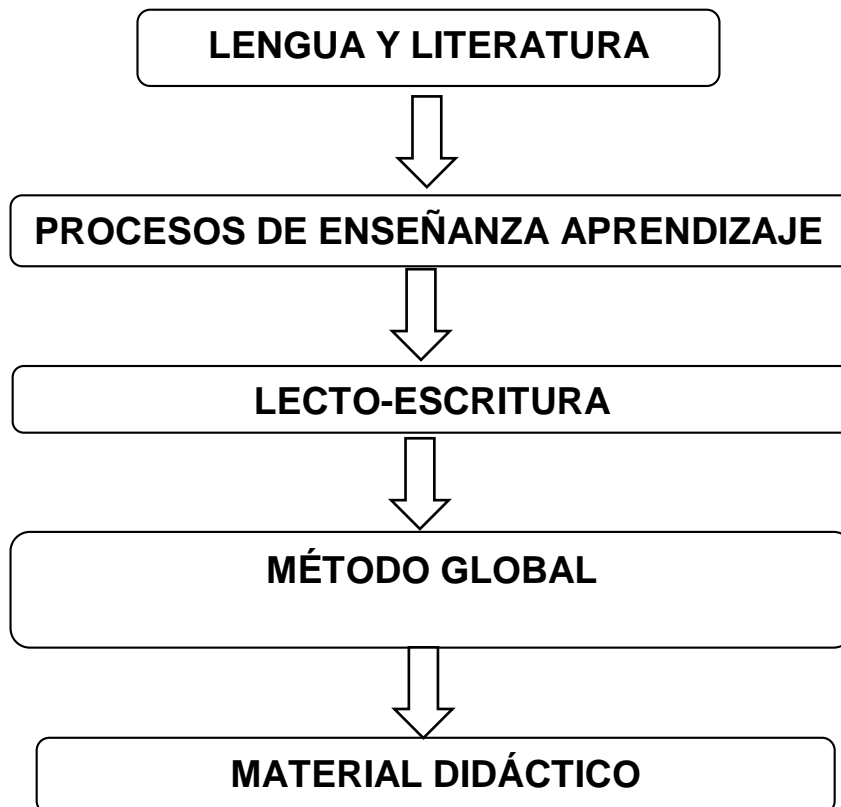 LENGUA Y LITERATURA
PROCESOS DE ENSEÑANZA APRENDIZAJE
LECTO-ESCRITURA
MÉTODO GLOBAL
MATERIAL DIDÁCTICO